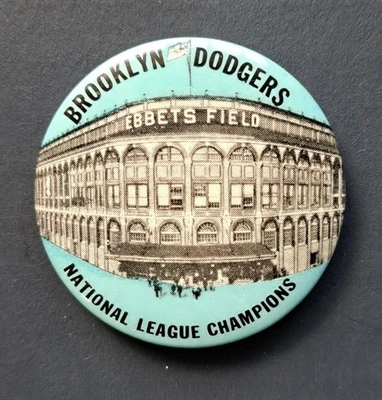 BROOKLYN DODGERS
EBBETS FIELD
NATIONAL LEAGUE CHAMPIONS